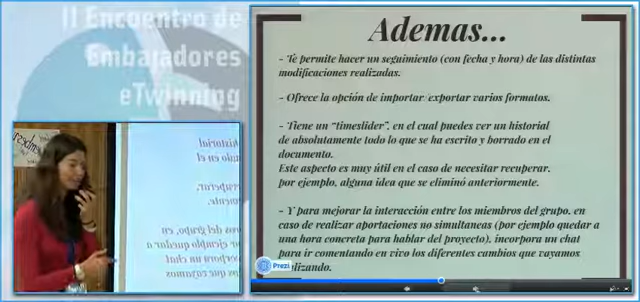 II Encuentro de
Embajadores
eTwinning
Ademas...
- Te permite hacer un seguimiento (con fecha y hora) de las distintas
modificaciones realizadas.
- Ofrece la opción de importar/exportar varios formatos.
- Tiene un “timeslider”, en el cual puedes ver un historial
de absolutamente todo lo que se ha escrito y borrado en el
documento.
Este aspecto es muy útil en el caso de necesitar recuperar,
por ejemplo, alguna idea que se eliminó anteriormente.
- Y para mejorar la interacción entre los miembros del grupo, en
caso de realizar aportaciones no simultaneas (por ejemplo quedar a
una hora concreta para hablar del proyecto), incorpora un chat
para ir comentando en vivo los diferentes cambios que vayamos
ilizando.
Prezi